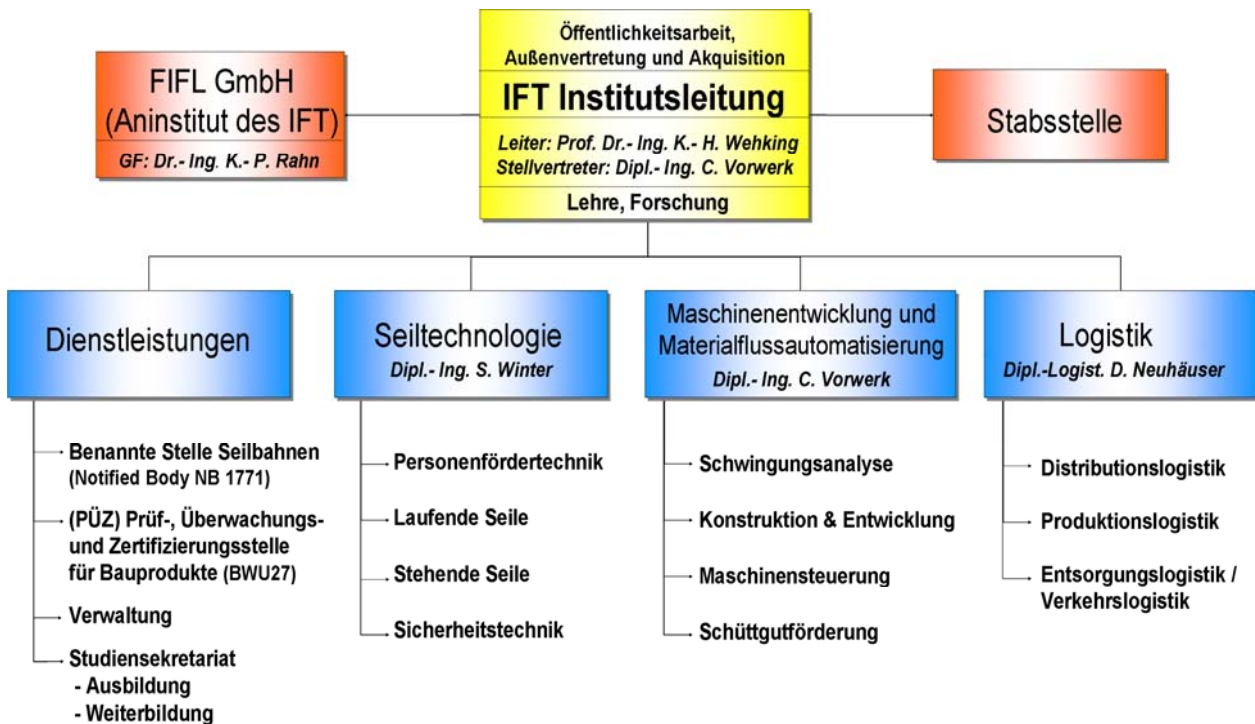 Öffentlichkeitsarbeit,
Außenvertretung und Akquisition
IFT Institutsleitung
Leiter: Prof. Dr.- Ing. K.- H. Wehking
Stellvertreter: Dipl.- Ing. C. Vorwerk
Lehre, Forschung
FIFL GmbH
(Aninstitut des IFT)
GF: Dr.- Ing. K.- P. Rahn
Stabsstelle
Dienstleistungen
Benannte Stelle Seilbahnen
(Notified Body NB 1771)
(PÜZ) Prüf-, Überwachungs-
und Zertifizierungsstelle
für Bauprodukte (BWU27)
Verwaltung
Studiensekretariat
- Ausbildung
- Weiterbildung
Seiltechnologie
Dipl.- Ing. S. Winter
Personenfördertechnik
Laufende Seile
Stehende Seile
Sicherheitstechnik
Maschinenentwicklung und
Materialflussautomatisierung
Dipl.- Ing. C. Vorwerk
Schwingungsanalyse
Konstruktion & Entwicklung
Maschinensteuerung
Schüttgutförderung
Logistik
Dipl.-Logist. D. Neuhäuser
Distributionslogistik
Produktionslogistik
Entsorgungslogistik /
Verkehrslogistik